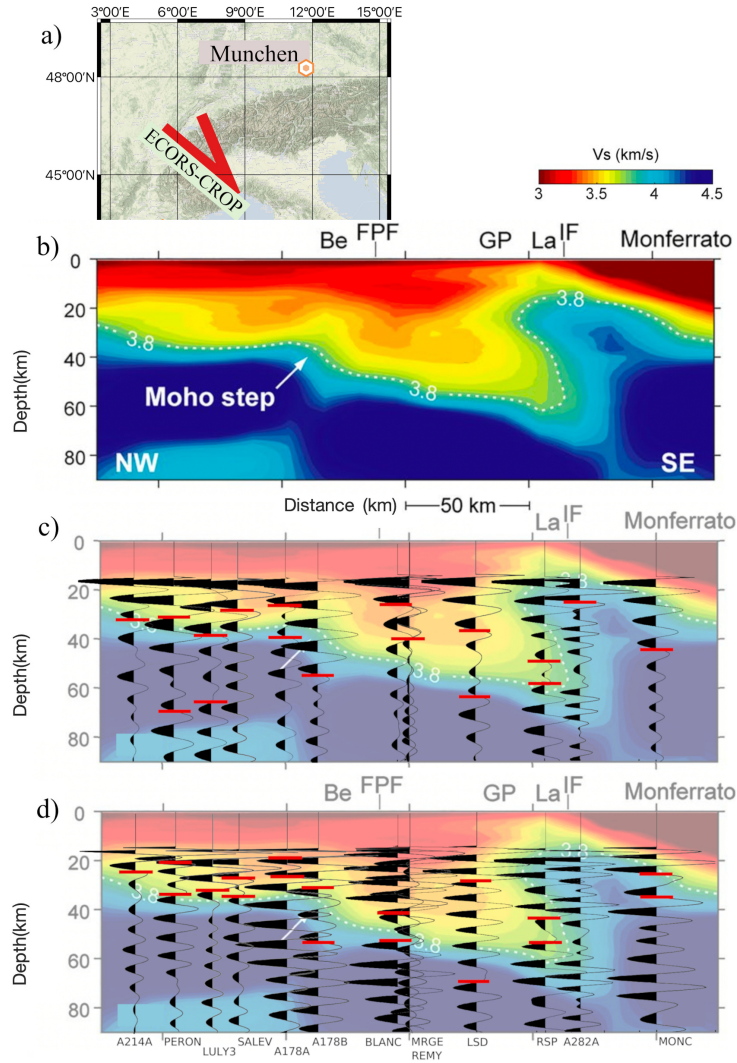 a)
3°00'E 6°00'E 9°00'E 12°00'E 15°00'E
Munchen
48°00'N
ECORS-CROP
45°00'N
Vs (km/s)
3 3.5 4 4.5
b)
Be FPF GP La IF Monferrato
0
20
40
60
80
Depth(km)
3.8
3.8
3.8
Moho step
NW SE
Distance (km) 50 km
c)
La IF Monferrato
0
20
40
60
80
Depth(km)
3.8
3.8
3.8
d)
Be FPF GP La IF Monferrato
0
20
40
60
80
Depth(km)
3.8
3.8
3.8
A214A PERON SALEV A178B BLANC MRGE LSD RSP A282A MONC
LULY3 A178A REMY